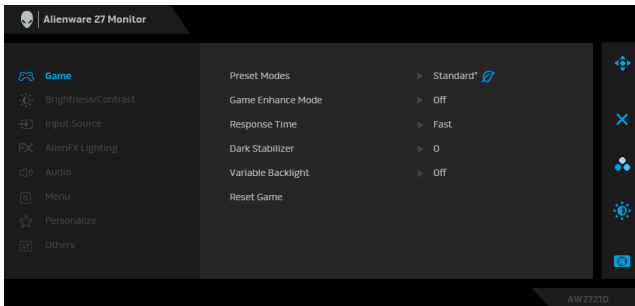 Alienware 27 Monitor
Game
Brightness/Contrast
Input Source
FX AlienFX Lighting
Audio
Menu
Personalize
Others
Preset Modes Standard*
Game Enhance Mode Off
Response Time Fast
Dark Stabilizer 0
Variable Backlight Off
Reset Game
AW2721D